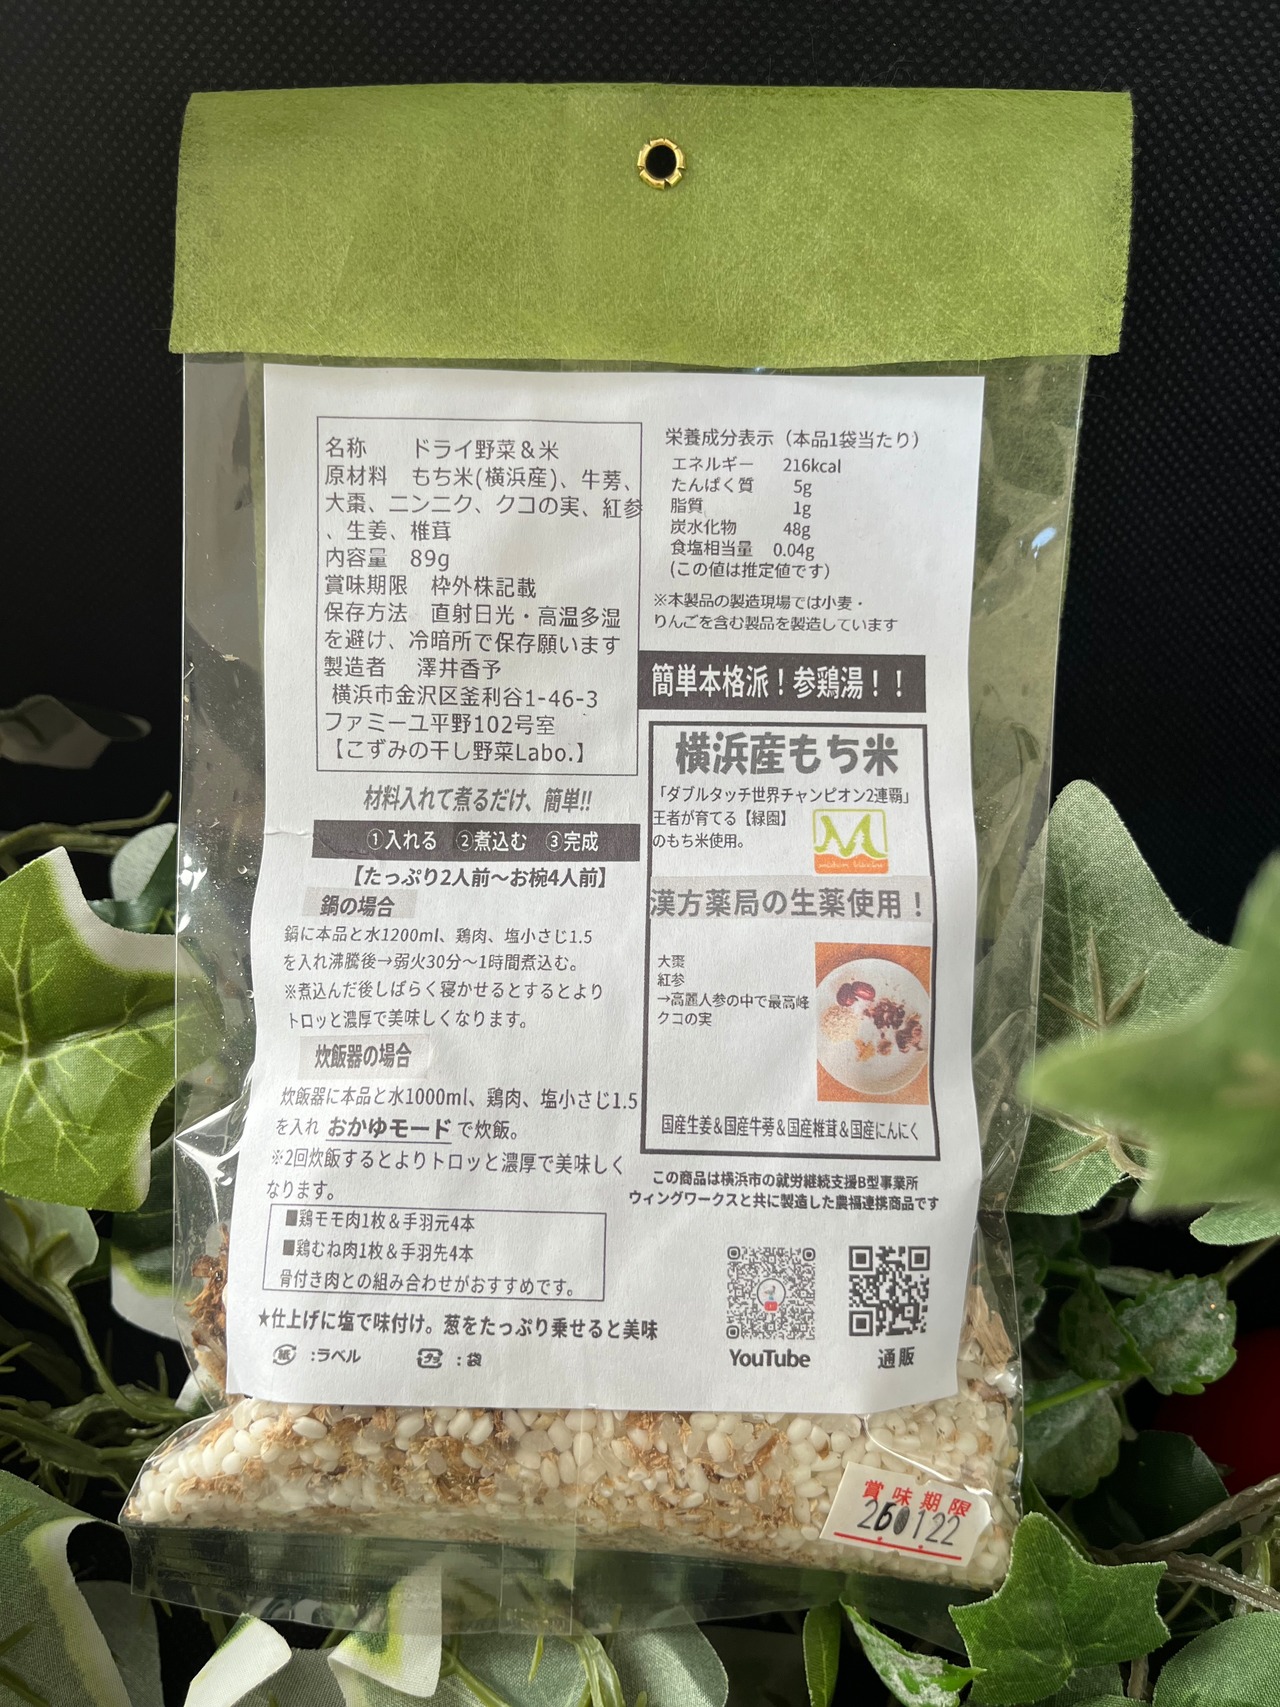 名称　　ドライ野菜＆米
原材料　もち米(横浜産)、牛蒡、
大棗、ニンニク、クコの実、紅参
、生姜、椎茸
内容量　89g
賞味期限　枠外株記載
保存方法　直射日光・高温多湿
を避け、冷暗所で保存願います
製造者　澤井香予
横浜市金沢区釜利谷1-46-3
ファミーユ平野102号室
【こずみの干し野菜Labo.】
材料入れて煮るだけ、簡単!!
①入れる　②煮込む　③完成
【たっぷり2人前～お椀4人前】
鍋の場合
鍋に本品と水1200ml、鶏肉、塩小さじ1.5
を入れ沸騰後→弱火30分～1時間煮込む。
※煮込んだ後しばらく寝かせるとするとより
トロッと濃厚で美味しくなります。
炊飯器の場合
炊飯器に本品と水1000ml、鶏肉、塩小さじ1.5
を入れ おかゆモード で炊飯。
※2回炊飯するとよりトロッと濃厚で美味しく
なります。
■鶏モモ肉1枚＆手羽元4本
■鶏むね肉1枚＆手羽先4本
骨付き肉との組み合わせがおすすめです。
★仕上げに塩で味付け。葱をたっぷり乗せると美味
紙 :ラベル　プラ :袋
栄養成分表示（本品1袋当たり）
エネルギー　216kcal
たんぱく質　5g
脂質　1g
炭水化物　48g
食塩相当量　0.04g
(この値は推定値です)
※本製品の製造現場では小麦・
りんごを含む製品を製造しています
簡単本格派！参鶏湯！！
横浜産もち米
「ダブルタッチ世界チャンピオン2連覇」
王者が育てる【緑園】
のもち米使用。
漢方薬局の生薬使用！
大棗
紅参
→高麗人参の中で最高峰
クコの実
国産生姜＆国産牛蒡＆国産椎茸＆国産にんにく
この商品は横浜市の就労継続支援B型事業所
ウィングワークスと共に製造した農福連携商品です
YouTube　通販
賞味期限